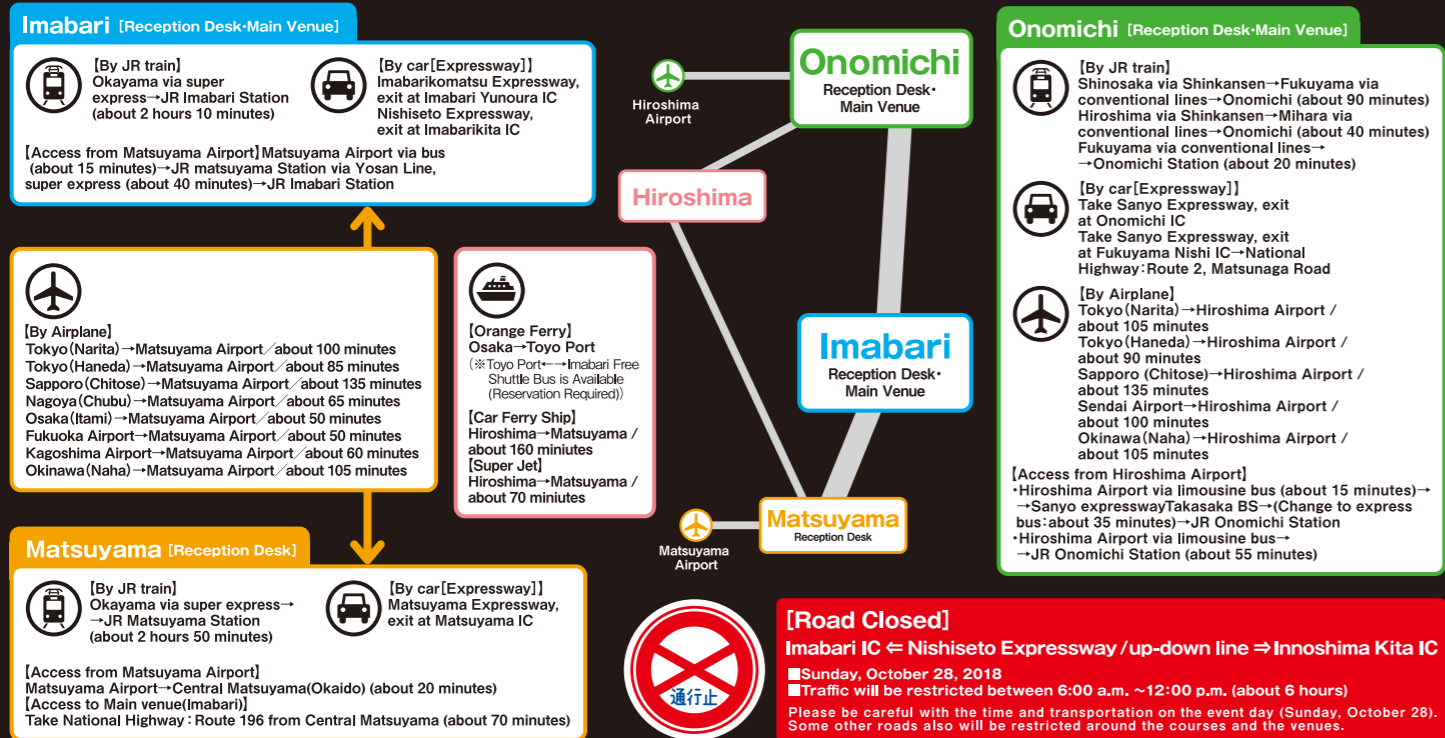 Imabari [Reception Desk・Main Venue]
【By JR train】
Okayama via super
express→JR Imabari Station
(about 2 hours 10 minutes)
【By car[Expressway]】
Imabarikomatsu Expressway,
exit at Imabari Yunoura IC
Nishiseto Expressway,
exit at Imabarikita IC
【Access from Matsuyama Airport】Matsuyama Airport via bus
(about 15 minutes)→JR matsuyama Station via Yosan Line,
super express (about 40 minutes)→JR Imabari Station
【By Airplane】
Tokyo(Narita)→Matsuyama Airport／about 100 minutes
Tokyo(Haneda)→Matsuyama Airport／about 85 minutes
Sapporo(Chitose)→Matsuyama Airport／about 135 minutes
Nagoya(Chubu)→Matsuyama Airport／about 65 minutes
Osaka(Itami)→Matsuyama Airport／about 50 minutes
Fukuoka Airport→Matsuyama Airport／about 50 minutes
Kagoshima Airport→Matsuyama Airport／about 60 minutes
Okinawa(Naha)→Matsuyama Airport／about 105 minutes
【Orange Ferry】
Osaka→Toyo Port
(※Toyo Port←→Imabari Free
Shuttle Bus is Available
(Reservation Required))
【Car Ferry Ship】
Hiroshima→Matsuyama /
about 160 miniutes
【Super Jet】
Hiroshima→Matsuyama /
about 70 miniutes
Matsuyama [Reception Desk]
【By JR train】
Okayama via super express→
→JR Matsuyama Station
(about 2 hours 50 minutes)
【By car[Expressway]】
Matsuyama Expressway,
exit at Matsuyama IC
【Access from Matsuyama Airport】
Matsuyama Airport→Central Matsuyama(Okaido) (about 20 minutes)
【Access to Main venue(Imabari)】
Take National Highway：Route 196 from Central Matsuyama (about 70 minutes)
Hiroshima
Airport
Onomichi
Reception Desk・
Main Venue
Hiroshima
Imabari
Reception Desk・
Main Venue
Matsuyama
Reception Desk
Matsuyama
Airport
Onomichi [Reception Desk・Main Venue]
【By JR train】
Shinosaka via Shinkansen→Fukuyama via
conventional lines→Onomichi (about 90 minutes)
Hiroshima via Shinkansen→Mihara via
conventional lines→Onomichi (about 40 minutes)
Fukuyama via conventional lines→
→Onomichi Station (about 20 minutes)
【By car[Expressway]】
Take Sanyo Expressway, exit
at Onomichi IC
Take Sanyo Expressway, exit
at Fukuyama Nishi IC→National
Highway：Route 2, Matsunaga Road
【By Airplane】
Tokyo(Narita)→Hiroshima Airport /
about 105 minutes
Tokyo(Haneda)→Hiroshima Airport /
about 90 minutes
Sapporo (Chitose)→Hiroshima Airport /
about 135 minutes
Sendai Airport→Hiroshima Airport /
about 100 minutes
Okinawa(Naha)→Hiroshima Airport /
about 105 minutes
【Access from Hiroshima Airport】
・Hiroshima Airport via limousine bus (about 15 minutes)→
→Sanyo expresswayTakasaka BS→(Change to express
bus：about 35 minutes)→JR Onomichi Station
・Hiroshima Airport via limousine bus→
→JR Onomichi Station (about 55 minutes)
通行止
[Road Closed]
Imabari IC ⇐ Nishiseto Expressway /up-down line ⇒ Innoshima Kita IC
■Sunday, October 28, 2018
■Traffic will be restricted between 6:00 a.m. ~12:00 p.m. (about 6 hours)
Please be careful with the time and transportation on the event day (Sunday, October 28).
Some other roads also will be restricted around the courses and the venues.